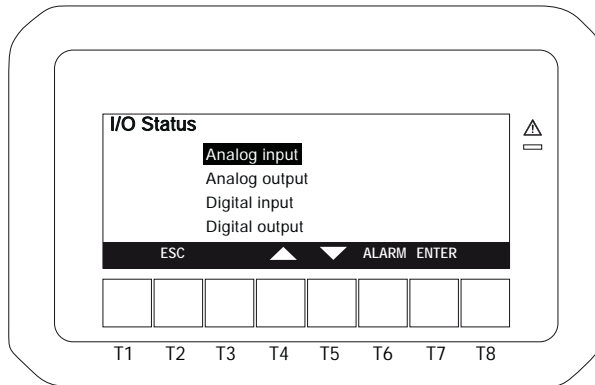 I/O Status
Analog input
Analog output
Digital input
Digital output
ESC ALARM ENTER
T1 T2 T3 T4 T5 T6 T7 T8